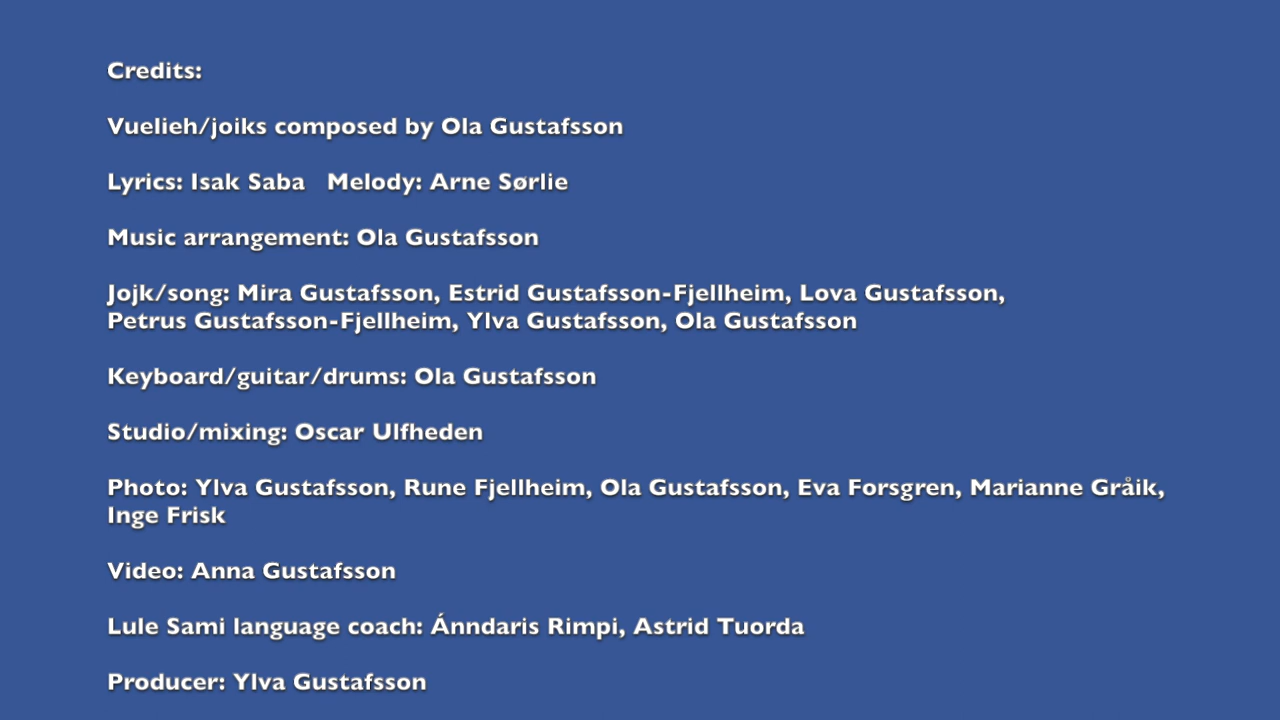 Credits:
Vuelieh/joiks composed by Ola Gustafsson
Lyrics: Isak Saba   Melody: Arne Sørlie
Music arrangement: Ola Gustafsson
Jojk/song: Mira Gustafsson, Estrid Gustafsson-Fjellheim, Lova Gustafsson,
Petrus Gustafsson-Fjellheim, Ylva Gustafsson, Ola Gustafsson
Keyboard/guitar/drums: Ola Gustafsson
Studio/mixing: Oscar Ulfheden
Photo: Ylva Gustafsson, Rune Fjellheim, Ola Gustafsson, Eva Forsgren, Marianne Gråik,
Inge Frisk
Video: Anna Gustafsson
Lule Sami language coach: Ánndaris Rimpi, Astrid Tuorda
Producer: Ylva Gustafsson